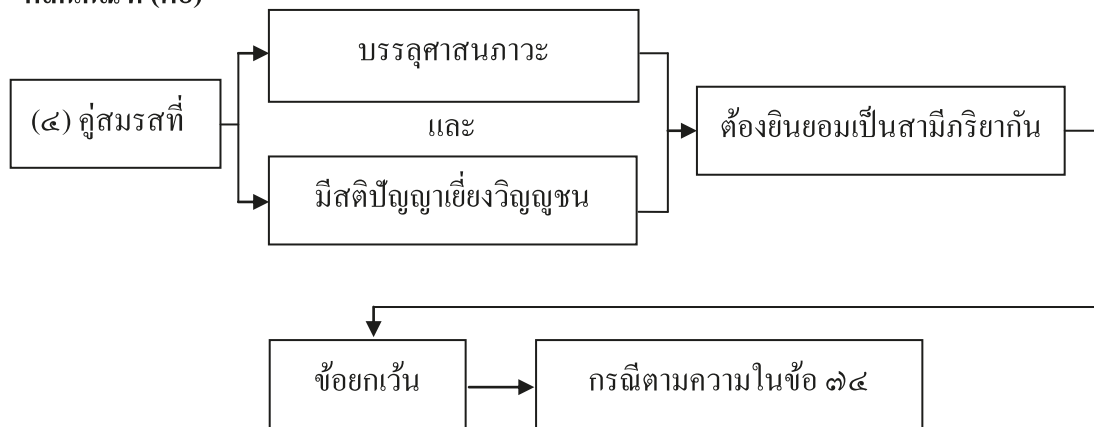 บรรลุศาสนภาวะ
(๔) คู่สมรสที่
และ
ต้องยินยอมเป็นสามีภริยากัน
มีสติปัญญาเยี่ยงวิญญูชน
ข้อยกเว้น
กรณีตามความในข้อ ๗๔